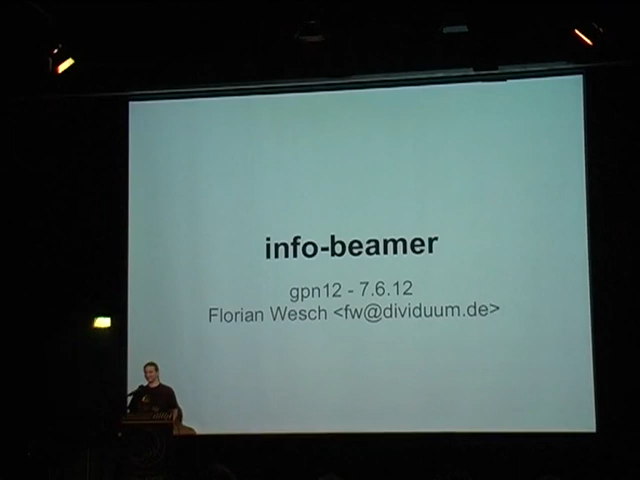 info-beamer
gpn12 - 7.6.12
Florian Wesch <fw@dividuum.de>